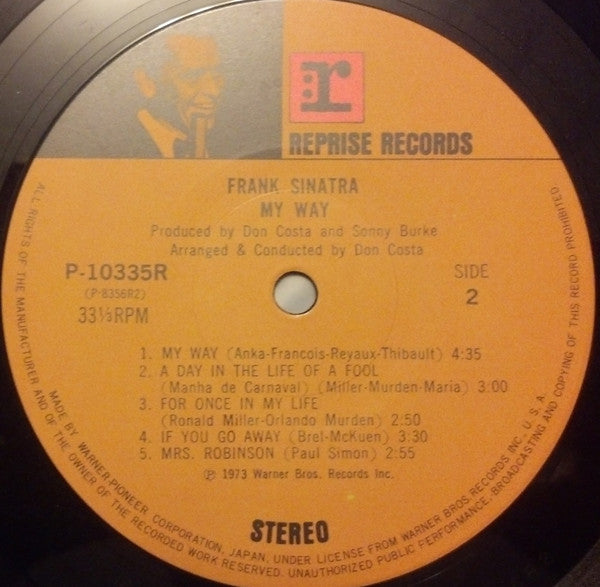 r:
REPRISE RECORDS
FRANK SINATRA
MY WAY
Produced by Don Costa and Sonny Burke
Arranged & Conducted by Don Costa
P-10335R
(P-8356R2)
33⅓RPM
SIDE
2
1. MY WAY (Anka-Francois-Reyaux-Thibault) 4:35
2. A DAY IN THE LIFE OF A FOOL
(Manha de Carnaval) (Miller-Murden-Maria) 3:00
3. FOR ONCE IN MY LIFE
(Ronald Miller-Orlando Murden) 2:50
4. IF YOU GO AWAY (Brel-McKuen) 3:30
5. MRS. ROBINSON (Paul Simon) 2:55
℗ 1973 Warner Bros. Records Inc.
STEREO
ALL RIGHTS OF THE MANUFACTURER AND OF THE OWNER OF THE RECORDED WORK RESERVED. UNAUTHORIZED PUBLIC PERFORMANCE, BROADCASTING AND COPYING OF THIS RECORD PROHIBITED
MADE BY WARNER-PIONEER CORPORATION, JAPAN, UNDER LICENSE FROM WARNER BROS. RECORDS INC. U.S.A.